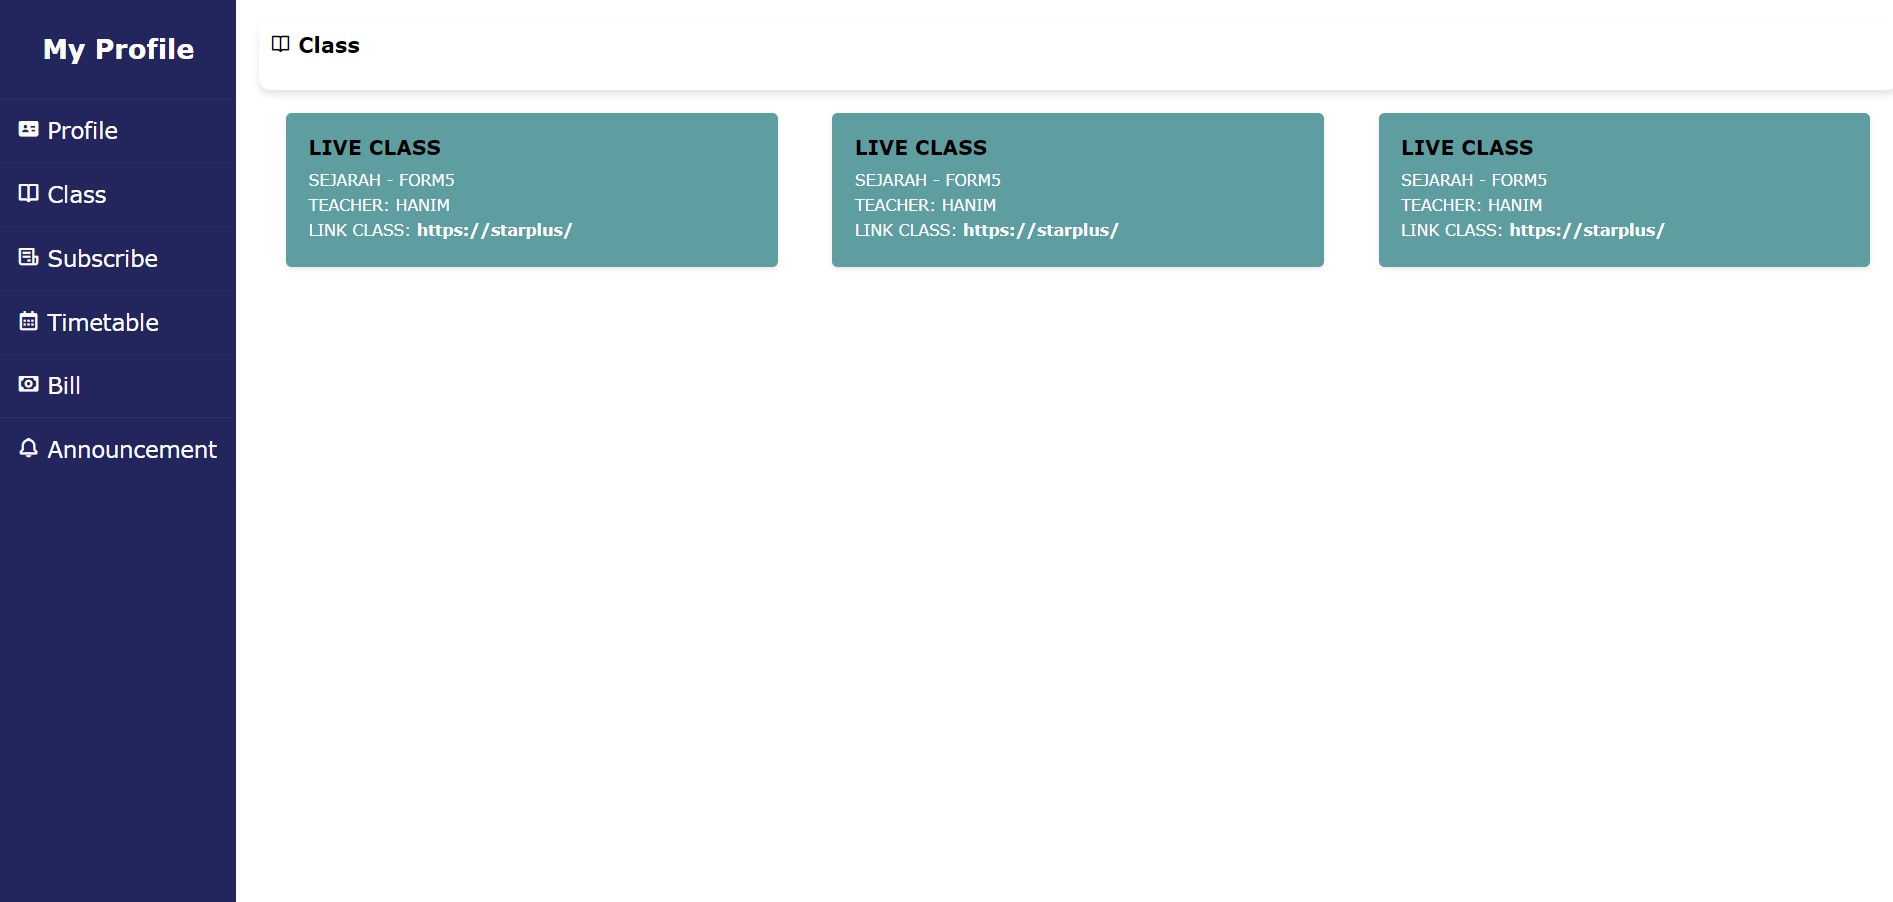 My Profile
Profile
Class
Subscribe
Timetable
Bill
Announcement
Class
LIVE CLASS
SEJARAH - FORM5
TEACHER: HANIM
LINK CLASS: https://starplus/
LIVE CLASS
SEJARAH - FORM5
TEACHER: HANIM
LINK CLASS: https://starplus/
LIVE CLASS
SEJARAH - FORM5
TEACHER: HANIM
LINK CLASS: https://starplus/